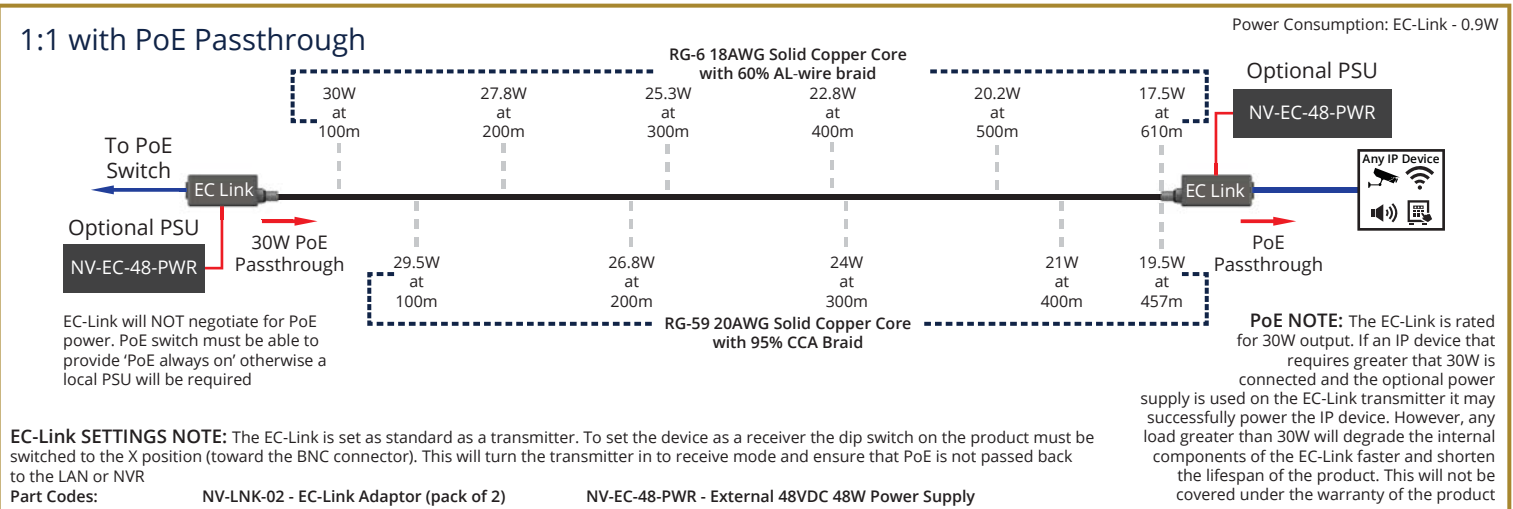 1:1 with PoE Passthrough
Power Consumption: EC-Link - 0.9W
RG-6 18AWG Solid Copper Core
with 60% AL-wire braid
30W
at
100m
27.8W
at
200m
25.3W
at
300m
22.8W
at
400m
20.2W
at
500m
17.5W
at
610m
Optional PSU
NV-EC-48-PWR
To PoE
Switch
EC Link
EC Link
Any IP Device
Optional PSU
NV-EC-48-PWR
30W PoE
Passthrough
PoE
Passthrough
29.5W
at
100m
26.8W
at
200m
24W
at
300m
21W
at
400m
19.5W
at
457m
RG-59 20AWG Solid Copper Core
with 95% CCA Braid
EC-Link will NOT negotiate for PoE
power. PoE switch must be able to
provide ‘PoE always on’ otherwise a
local PSU will be required
PoE NOTE: The EC-Link is rated
for 30W output. If an IP device that
requires greater that 30W is
connected and the optional power
supply is used on the EC-Link transmitter it may
successfully power the IP device. However, any
load greater than 30W will degrade the internal
components of the EC-Link faster and shorten
the lifespan of the product. This will not be
covered under the warranty of the product
EC-Link SETTINGS NOTE: The EC-Link is set as standard as a transmitter. To set the device as a receiver the dip switch on the product must be
switched to the X position (toward the BNC connector). This will turn the transmitter in to receive mode and ensure that PoE is not passed back
to the LAN or NVR
Part Codes: NV-LNK-02 - EC-Link Adaptor (pack of 2) NV-EC-48-PWR - External 48VDC 48W Power Supply